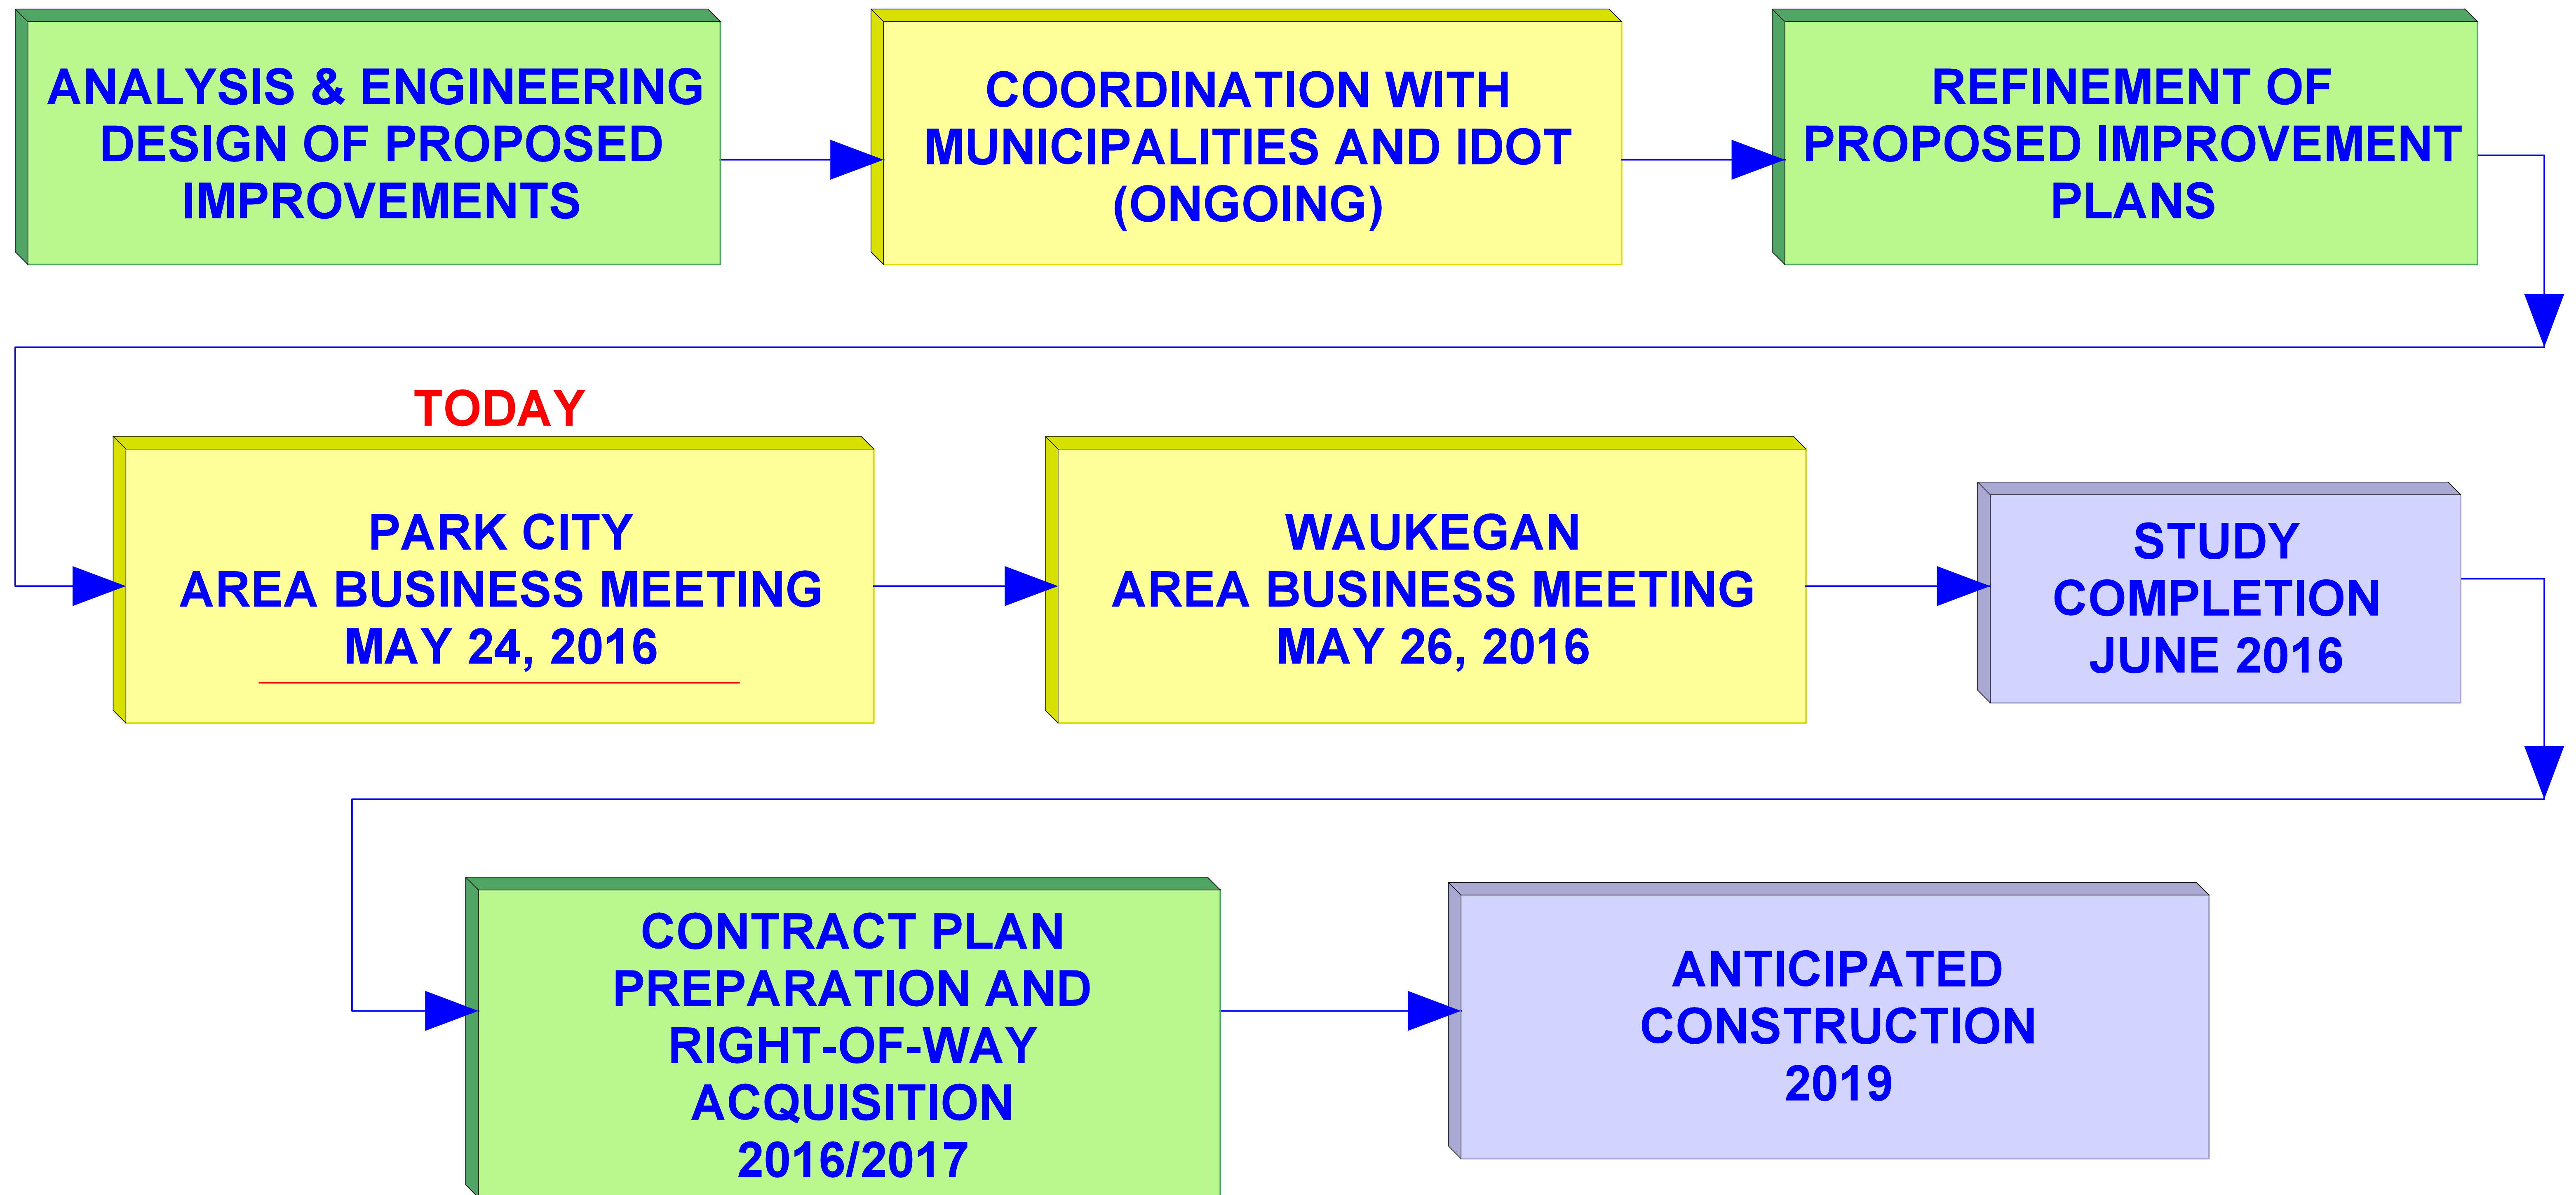 ANALYSIS & ENGINEERING
DESIGN OF PROPOSED
IMPROVEMENTS
COORDINATION WITH
MUNICIPALITIES AND IDOT
(ONGOING)
REFINEMENT OF
PROPOSED IMPROVEMENT
PLANS
TODAY
PARK CITY
AREA BUSINESS MEETING
MAY 24, 2016
WAUKEGAN
AREA BUSINESS MEETING
MAY 26, 2016
STUDY
COMPLETION
JUNE 2016
CONTRACT PLAN
PREPARATION AND
RIGHT-OF-WAY
ACQUISITION
2016/2017
ANTICIPATED
CONSTRUCTION
2019